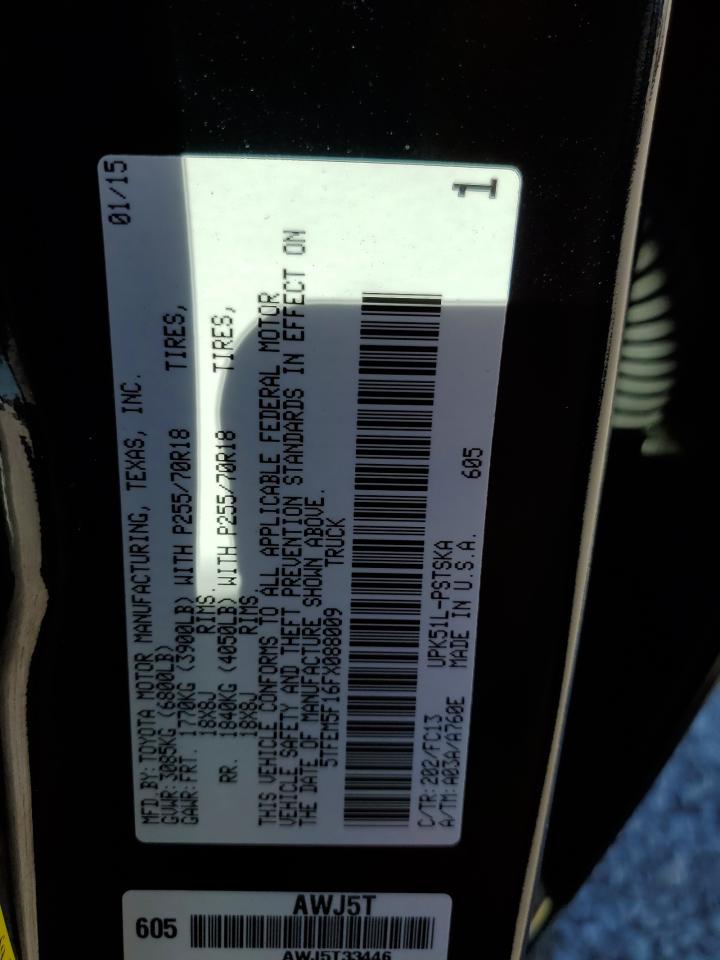 MFD.BY:TOYOTA MOTOR MANUFACTURING, TEXAS, INC. 01/15
GVWR:3085KG (6800LB)
GAWR:FRT. 1770KG (3900LB) WITH P255/70R18 TIRES,
18X8J RIMS.
RR. 1840KG (4050LB) WITH P255/70R18 TIRES,
18X8J RIMS
THIS VEHICLE CONFORMS TO ALL APPLICABLE FEDERAL MOTOR
VEHICLE SAFETY AND THEFT PREVENTION STANDARDS IN EFFECT ON
THE DATE OF MANUFACTURE SHOWN ABOVE.
5TFEM5F16FX088009 TRUCK
C/TR:202/FC13 UPK51L-PSTSKA 605
A/TM:A03A/A760E MADE IN U.S.A.
1
AWJ5T
605
AWJ5T33446